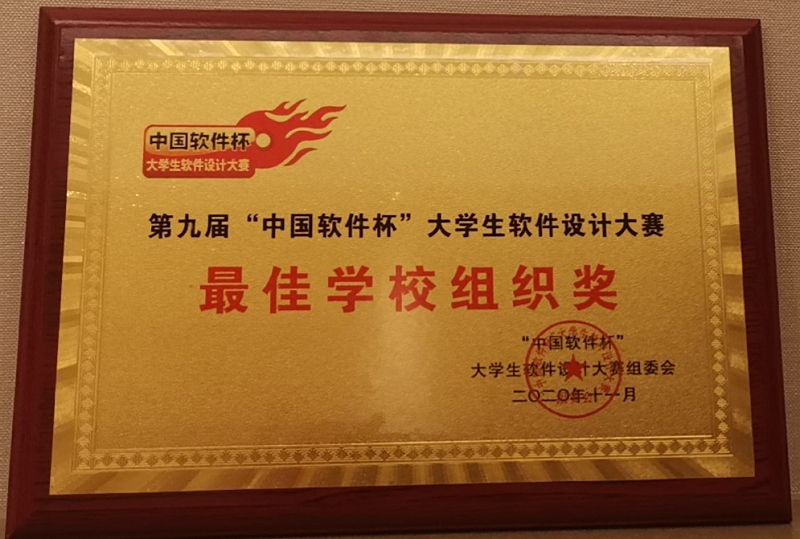 中国软件杯
大学生软件设计大赛
第九届“中国软件杯”大学生软件设计大赛
最佳学校组织奖
“中国软件杯”
大学生软件设计大赛组委会
二〇二〇年十一月